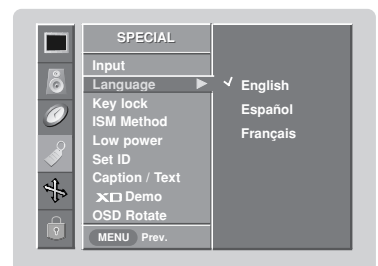 SPECIAL
Input
Language
Key lock
ISM Method
Low power
Set ID
Caption / Text
XD Demo
OSD Rotate
MENU Prev.
English
Español
Français